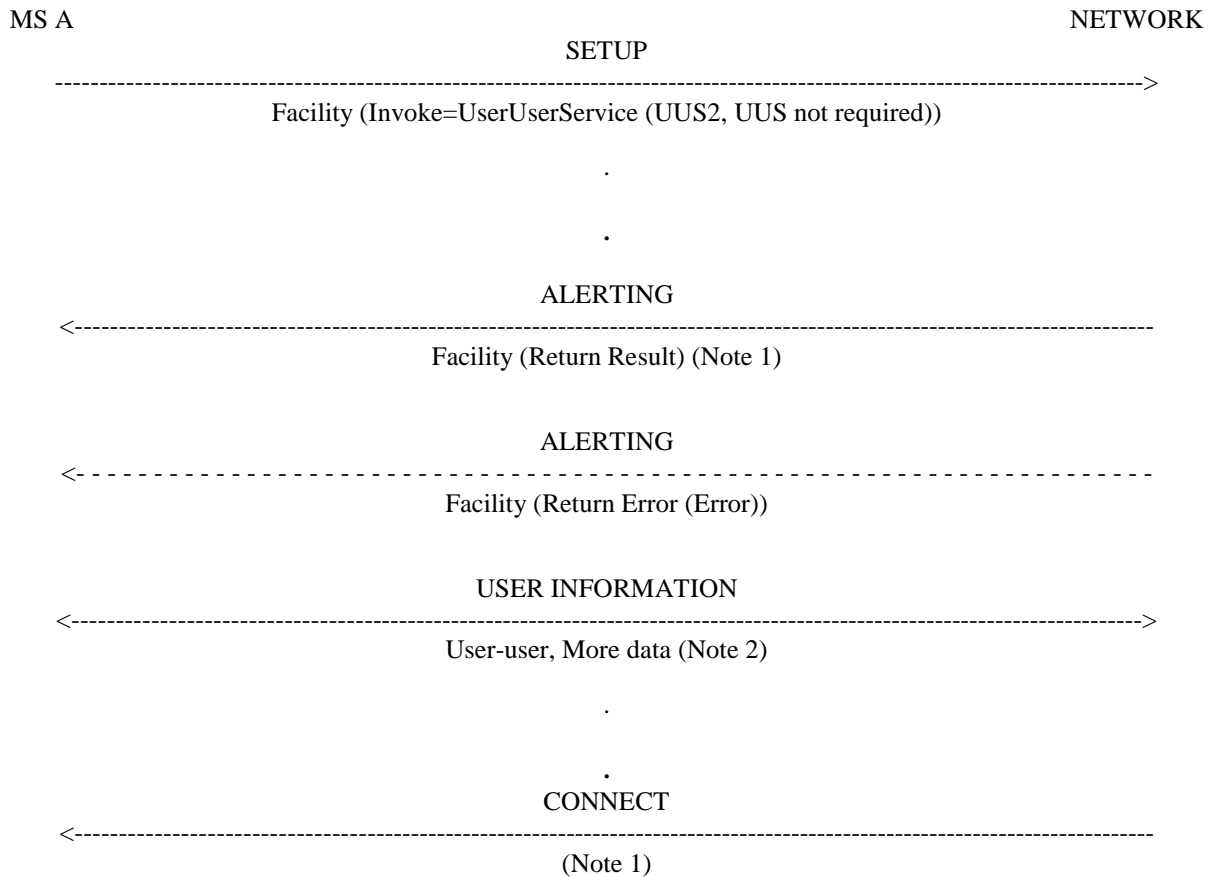 MS A NETWORK
SETUP
Facility (Invoke=UserUserService (UUS2, UUS not required))
.
.
ALERTING
Facility (Return Result) (Note 1)
ALERTING
Facility (Return Error (Error))
USER INFORMATION
User-user, More data (Note 2)
.
.
CONNECT
(Note 1)